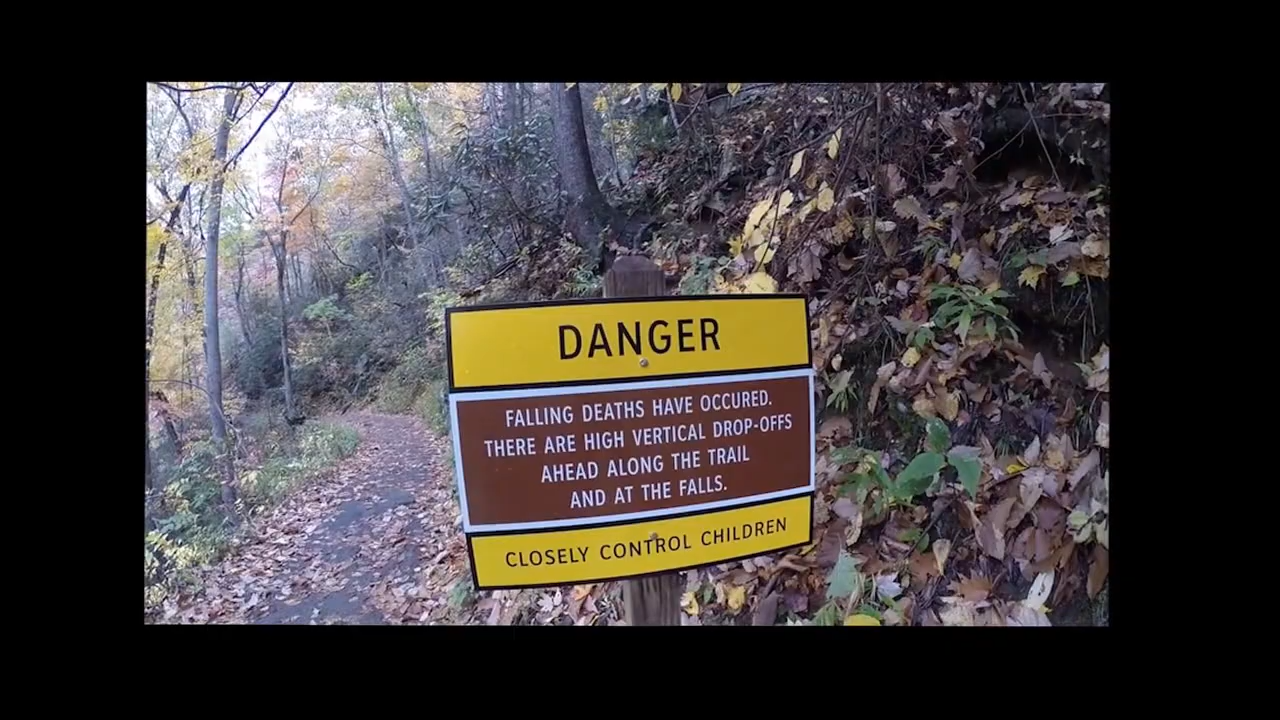 DANGER
FALLING DEATHS HAVE OCCURED.
THERE ARE HIGH VERTICAL DROP-OFFS
AHEAD ALONG THE TRAIL
AND AT THE FALLS.
CLOSELY CONTROL CHILDREN